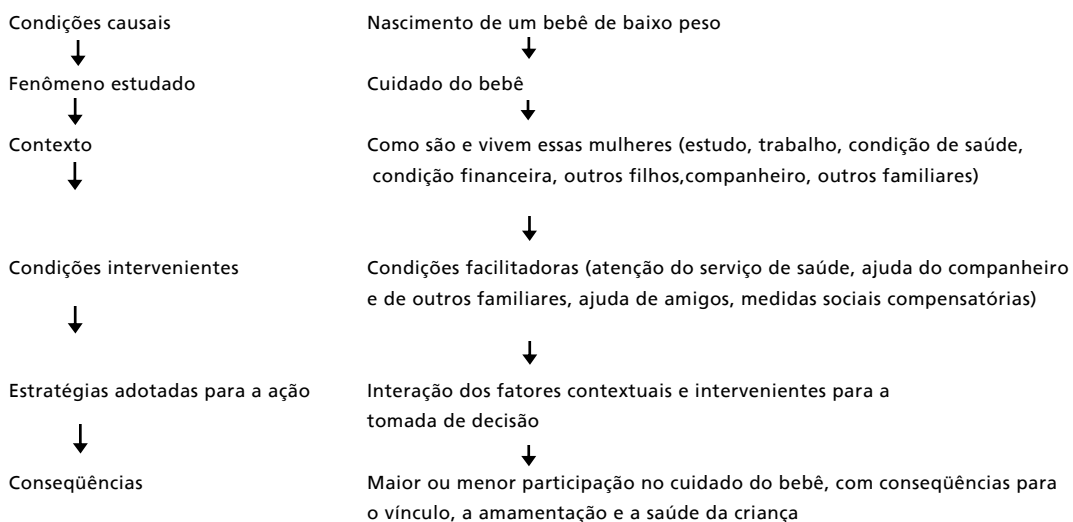 Condições causais Nascimento de um bebê de baixo peso
Fenômeno estudado Cuidado do bebê
Contexto Como são e vivem essas mulheres (estudo, trabalho, condição de saúde,
condição financeira, outros filhos,companheiro, outros familiares)
Condições intervenientes Condições facilitadoras (atenção do serviço de saúde, ajuda do companheiro
e de outros familiares, ajuda de amigos, medidas sociais compensatórias)
Estratégias adotadas para a ação Interação dos fatores contextuais e intervenientes para a
tomada de decisão
Conseqüências Maior ou menor participação no cuidado do bebê, com conseqüências para
o vínculo, a amamentação e a saúde da criança